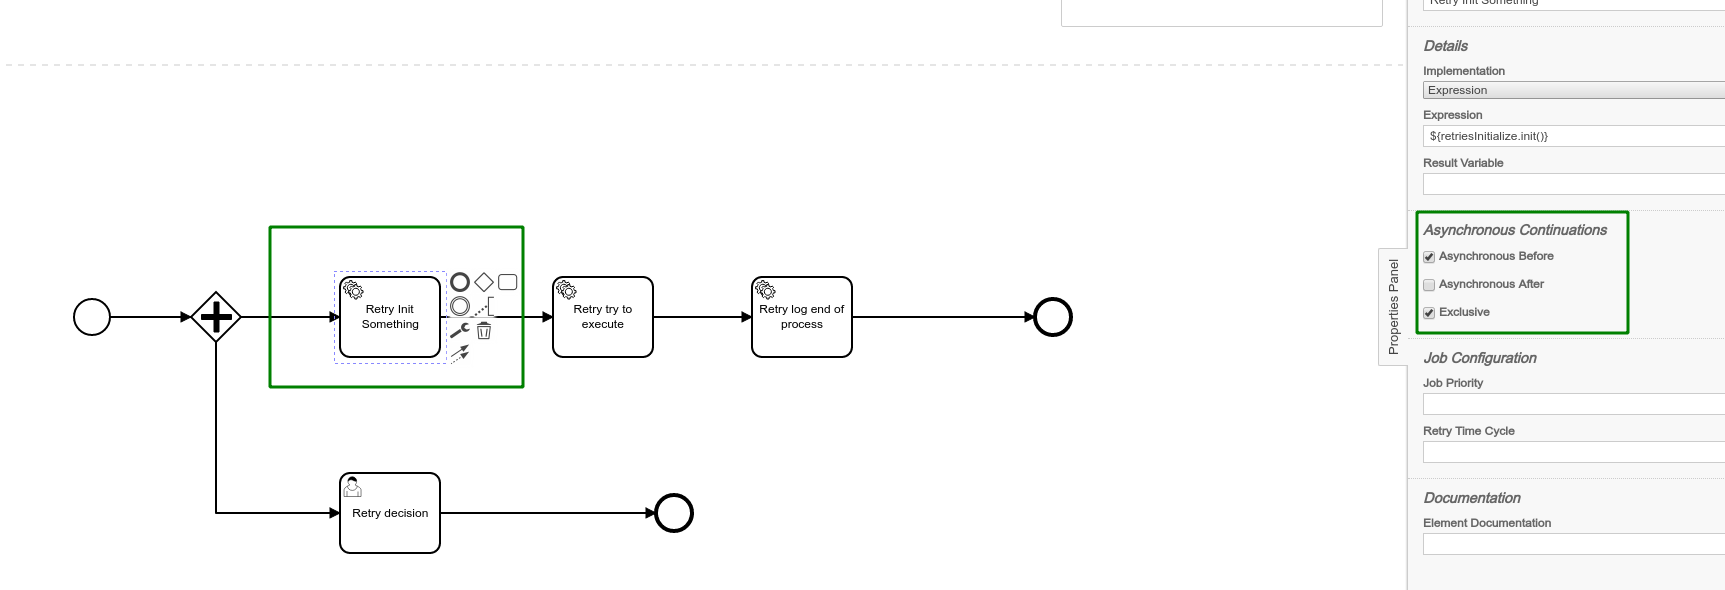 Retry Init Something
Details
Implementation
Expression
Expression
${retriesInitialize.init()}
Result Variable
Asynchronous Continuations
Asynchronous Before
Asynchronous After
Exclusive
Properties Panel
Job Configuration
Job Priority
Retry Time Cycle
Documentation
Element Documentation
Retry Init
Something
Retry try to
execute
Retry log end of
process
Retry decision